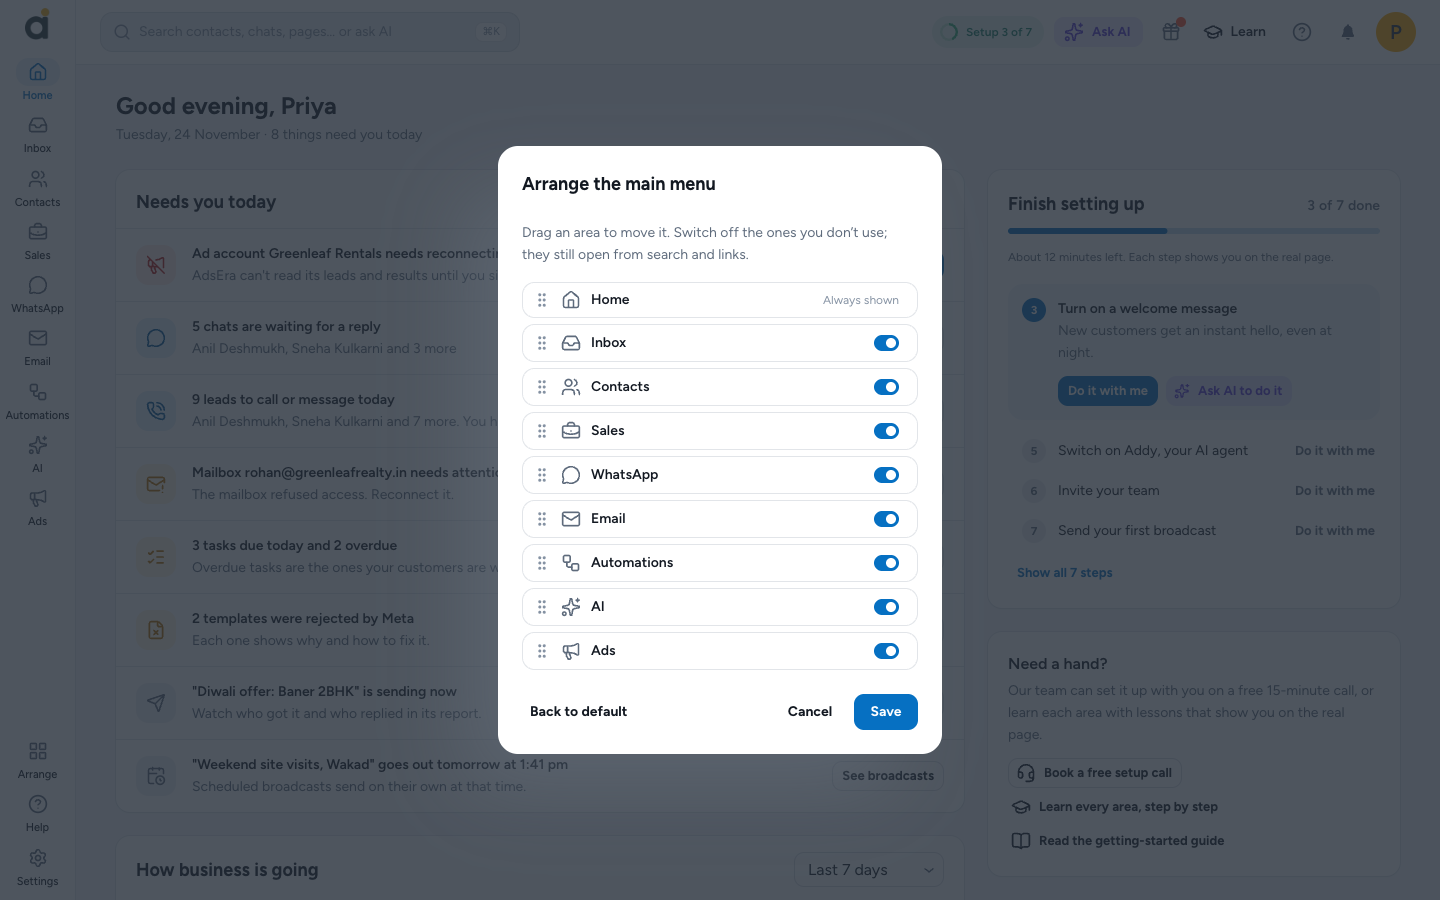 Search contacts, chats, pages... or ask AI
⌘K
Setup 3 of 7
Ask AI
Learn
P
Home
Inbox
Contacts
Sales
WhatsApp
Email
Automations
AI
Ads
Arrange
Help
Settings
Good evening, Priya
Tuesday, 24 November · 8 things need you today
Needs you today
Ad account Greenleaf Rentals needs reconnectin
AdsEra can't read its leads and results until you
5 chats are waiting for a reply
Anil Deshmukh, Sneha Kulkarni and 3 more
9 leads to call or message today
Anil Deshmukh, Sneha Kulkarni and 7 more. You
Mailbox rohan@greenleafrealty.in needs
The mailbox refused access. Reconnect it.
3 tasks due today and 2 overdue
Overdue tasks are the ones your customers are
2 templates were rejected by Meta
Each one shows why and how to fix it.
"Diwali offer: Baner 2BHK" is sending now
Watch who got it and who replied in its report.
"Weekend site visits, Wakad" goes out tomorrow at 1:41 pm
Scheduled broadcasts send on their own at that time.
See broadcasts
How business is going
Last 7 days
Arrange the main menu
Drag an area to move it. Switch off the ones you don't use;
they still open from search and links.
Home
Always shown
Inbox
Contacts
Sales
WhatsApp
Email
Automations
AI
Ads
Back to default
Cancel
Save
Finish setting up
3 of 7 done
About 12 minutes left. Each step shows you on the real page.
3
Turn on a welcome message
New customers get an instant hello, even at
night.
Do it with me
Ask AI to do it
5
Switch on Addy, your AI agent
Do it with me
6
Invite your team
Do it with me
7
Send your first broadcast
Do it with me
Show all 7 steps
Need a hand?
Our team can set it up with you on a free 15-minute call, or
learn each area with lessons that show you on the real
page.
Book a free setup call
Learn every area, step by step
Read the getting-started guide